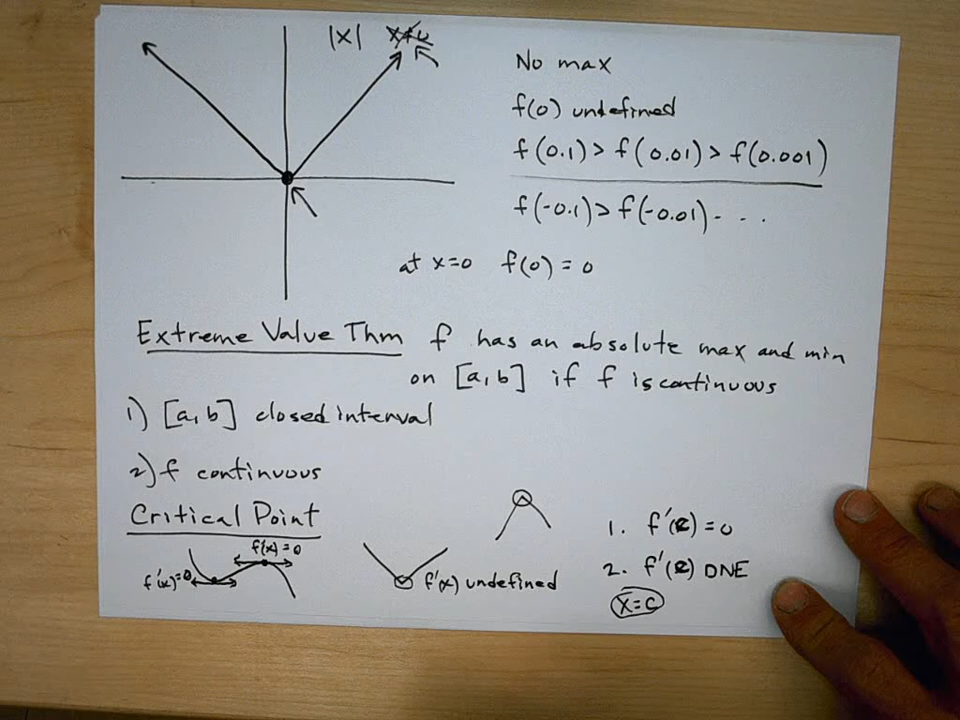 |x| x≠0
No max
f(0) undefined
f(0.1) > f(0.01) > f(0.001)
f(-0.1) > f(-0.01) - - .
at x=0 f(0) = 0
Extreme Value Thm f has an absolute max and min
on [a,b] if f is continuous
1) [a,b] closed interval
2) f continuous
Critical Point
f'(x)=0
f'(x)=0
f'(x) undefined
1. f'(c) = 0
2. f'(c) DNE
x=c